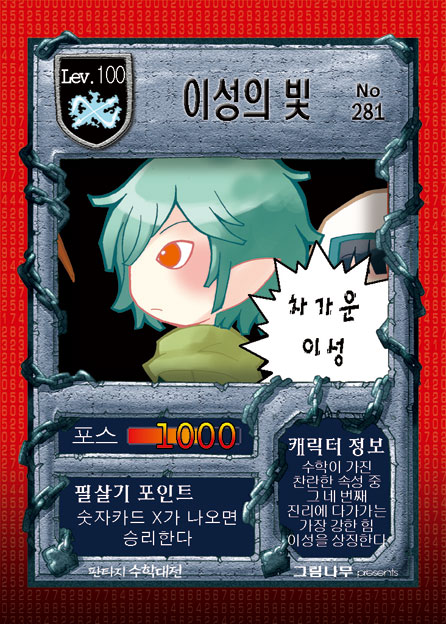 Lev.100
이성의 빛
No
281
차가운
이성
포스 1000
필살기 포인트
숫자카드 X가 나오면
승리한다
캐릭터 정보
수학이 가진
찬란한 속성 중
그 네 번째
진리에 다가가는
가장 강한 힘
이성을 상징한다
판타지 수학대전
그림나무 presents